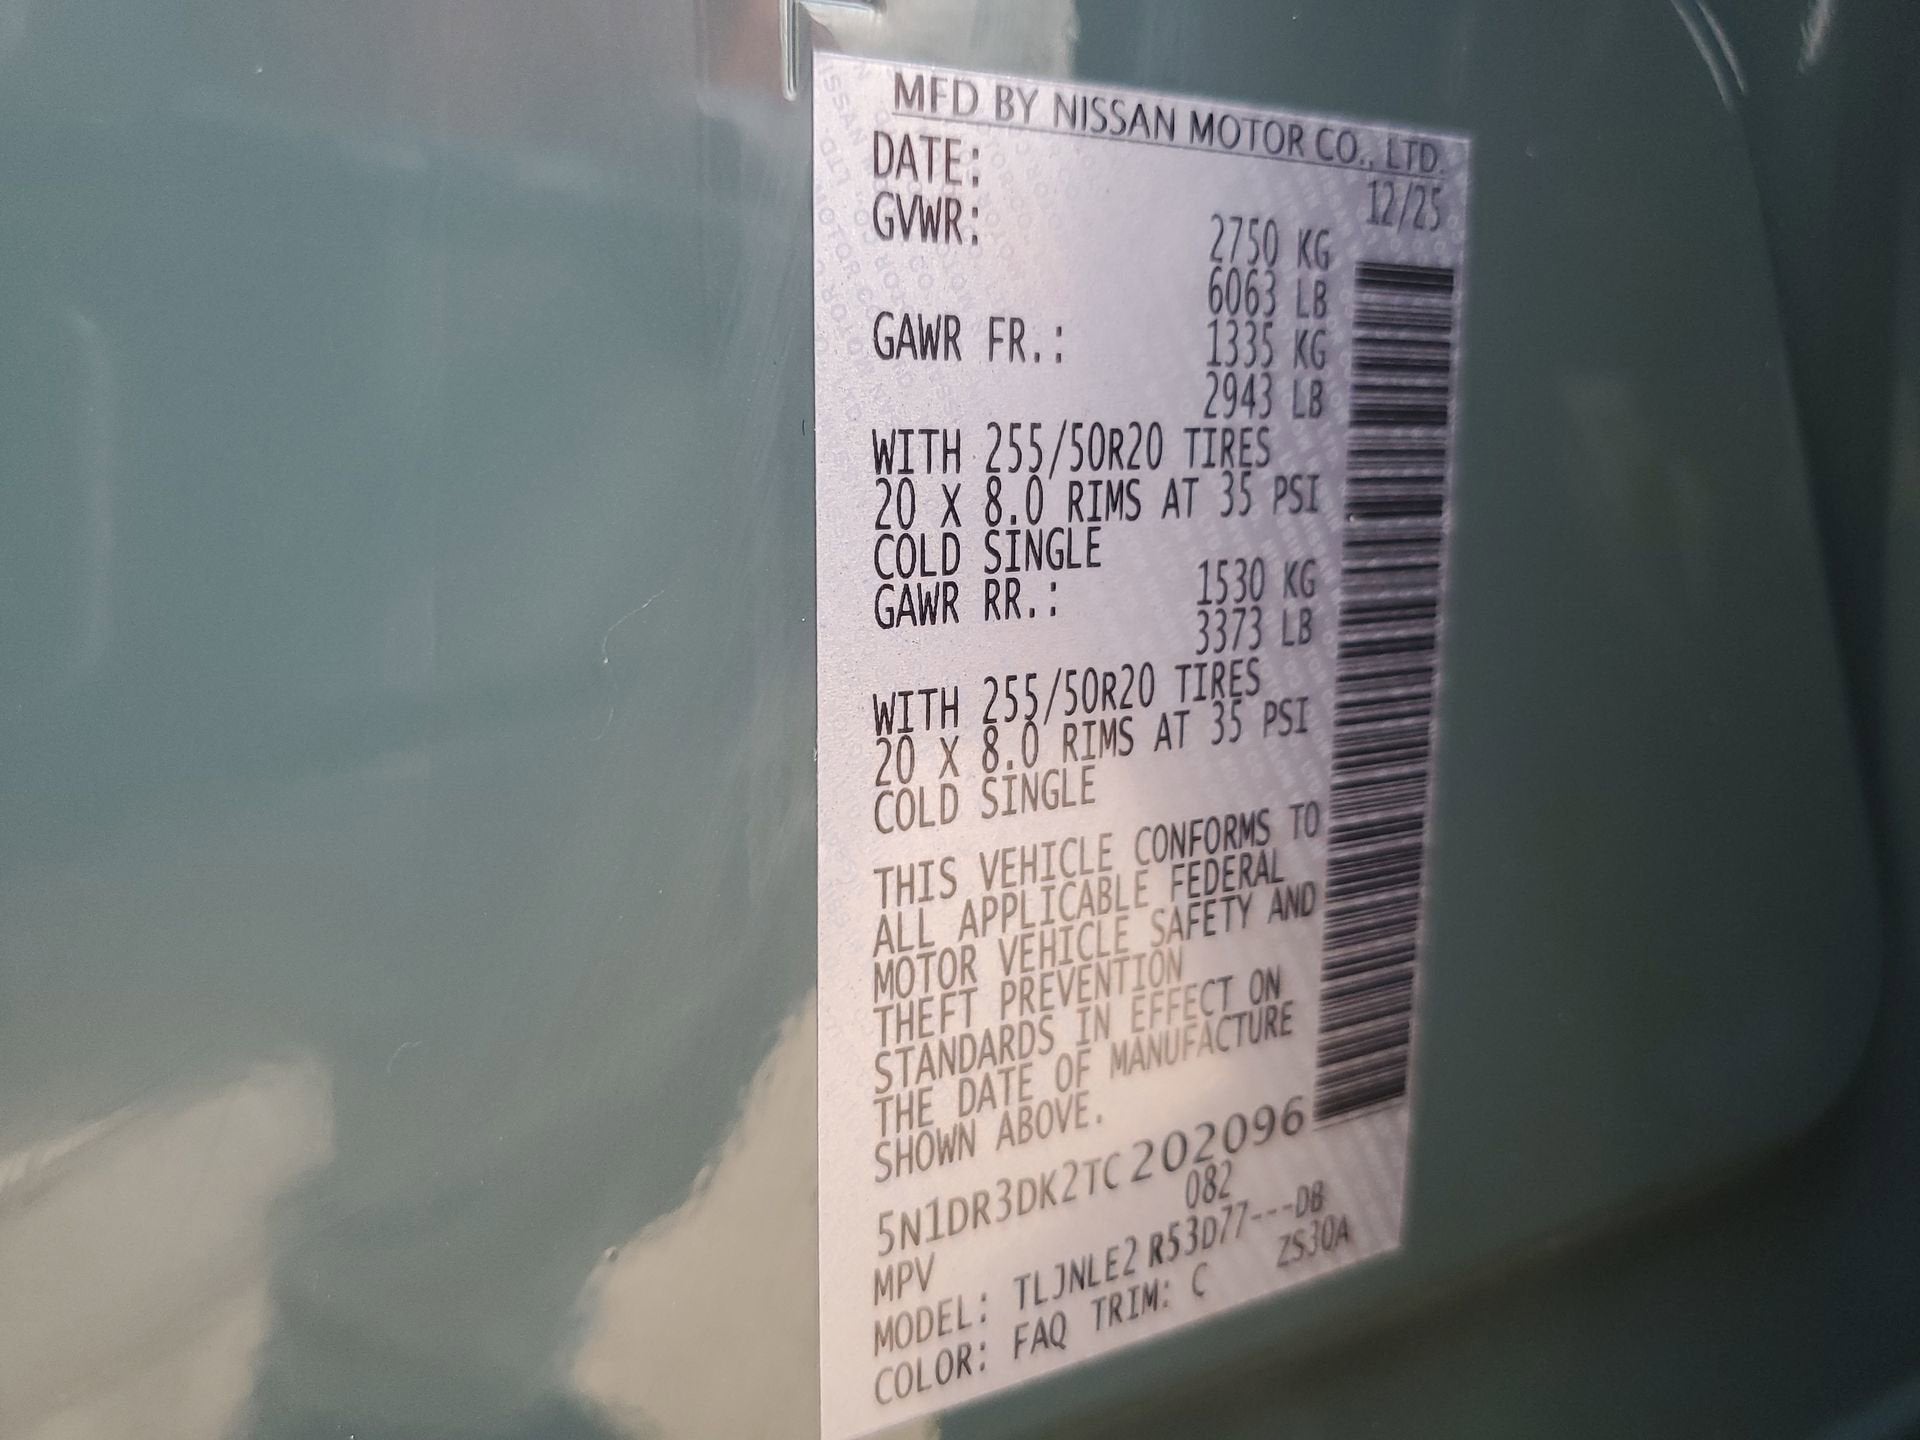 MFD BY NISSAN MOTOR CO., LTD.
DATE: 12/25
GVWR: 2750 KG
6063 LB
GAWR FR.: 1335 KG
2943 LB
WITH 255/50R20 TIRES
20 X 8.0 RIMS AT 35 PSI
COLD SINGLE
GAWR RR.: 1530 KG
3373 LB
WITH 255/50R20 TIRES
20 X 8.0 RIMS AT 35 PSI
COLD SINGLE
THIS VEHICLE CONFORMS TO
ALL APPLICABLE FEDERAL
MOTOR VEHICLE SAFETY AND
THEFT PREVENTION
STANDARDS IN EFFECT ON
THE DATE OF MANUFACTURE
SHOWN ABOVE.
5N1DR3DK2TC202096
MPV 082
MODEL: TLJNLE2 R53D77---DB
COLOR: FAQ TRIM: C ZS30A